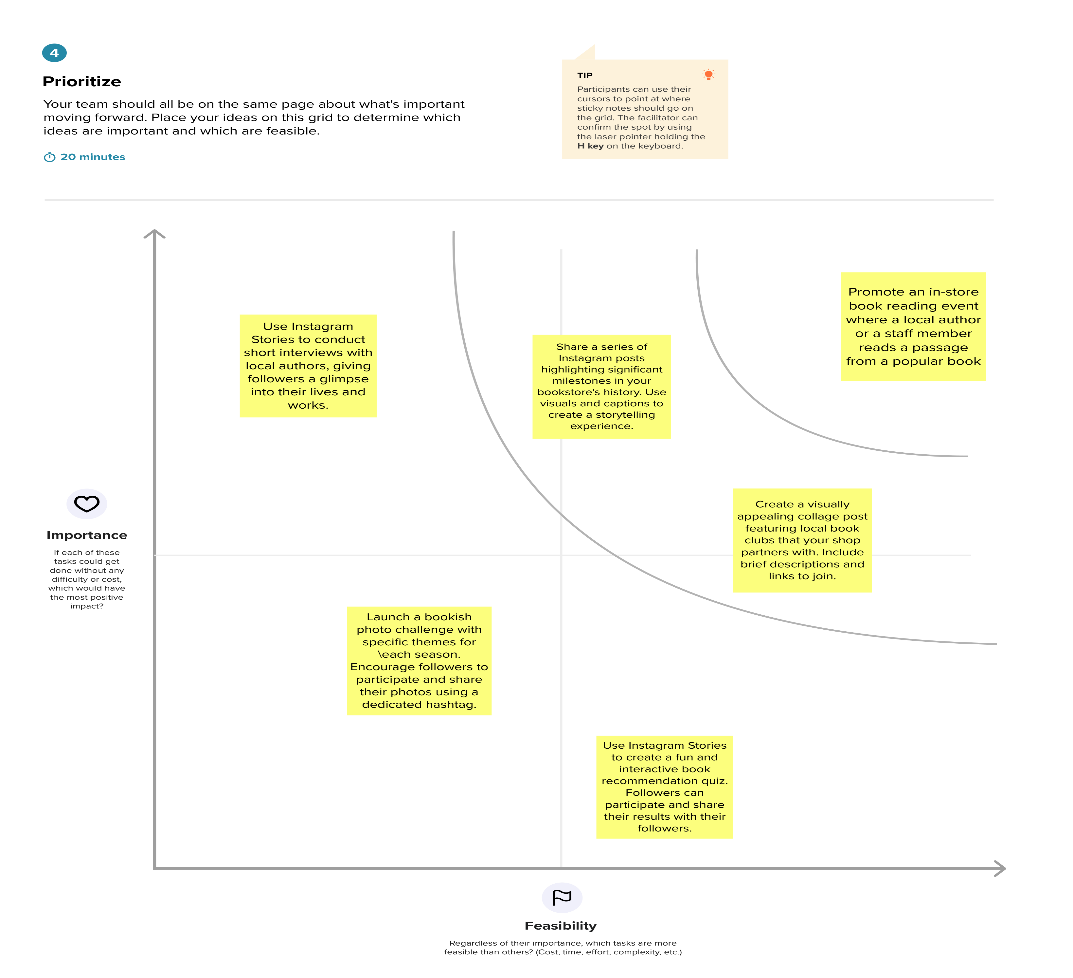 4
Prioritize
Your team should all be on the same page about what's important
moving forward. Place your ideas on this grid to determine which
ideas are important and which are feasible.
20 minutes
TIP
Participants can use their
cursors to point at where
sticky notes should go on
the grid. The facilitator can
confirm the spot by using
the laser pointer holding the
H key on the keyboard.
Use Instagram
Stories to conduct
short interviews with
local authors, giving
followers a glimpse
into their lives and
works.
Share a series of
Instagram posts
highlighting significant
milestones in your
bookstore's history. Use
visuals and captions to
create a storytelling
experience.
Promote an in-store
book reading event
where a local author
or a staff member
reads a passage
from a popular book
Create a visually
appealing collage post
featuring local book
clubs that your shop
partners with. Include
brief descriptions and
links to join.
Importance
If each of these
tasks could get
done without any
difficulty or cost,
which would have
the most positive
impact?
Launch a bookish
photo challenge with
specific themes for
\each season.
Encourage followers to
participate and share
their photos using a
dedicated hashtag.
Use Instagram Stories
to create a fun and
interactive book
recommendation quiz.
Followers can
participate and share
their results with their
followers.
Feasibility
Regardless of their importance, which tasks are more
feasible than others? (Cost, time, effort, complexity, etc.)